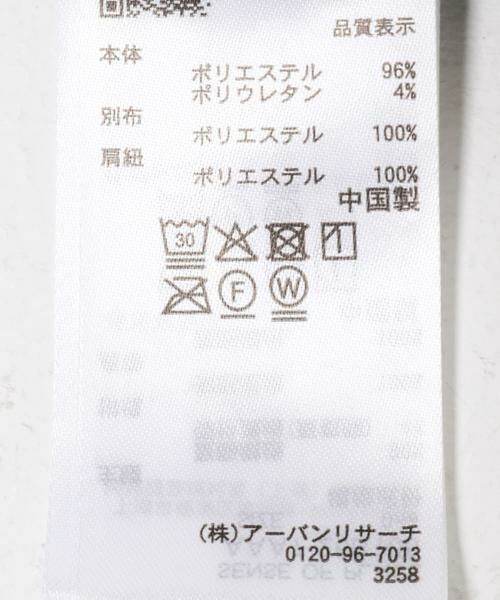 品質表示
本体
ポリエステル 96%
ポリウレタン 4%
別布
ポリエステル 100%
肩紐
ポリエステル 100%
中国製
30
F W
(株)アーバンリサーチ
0120-96-7013
3258